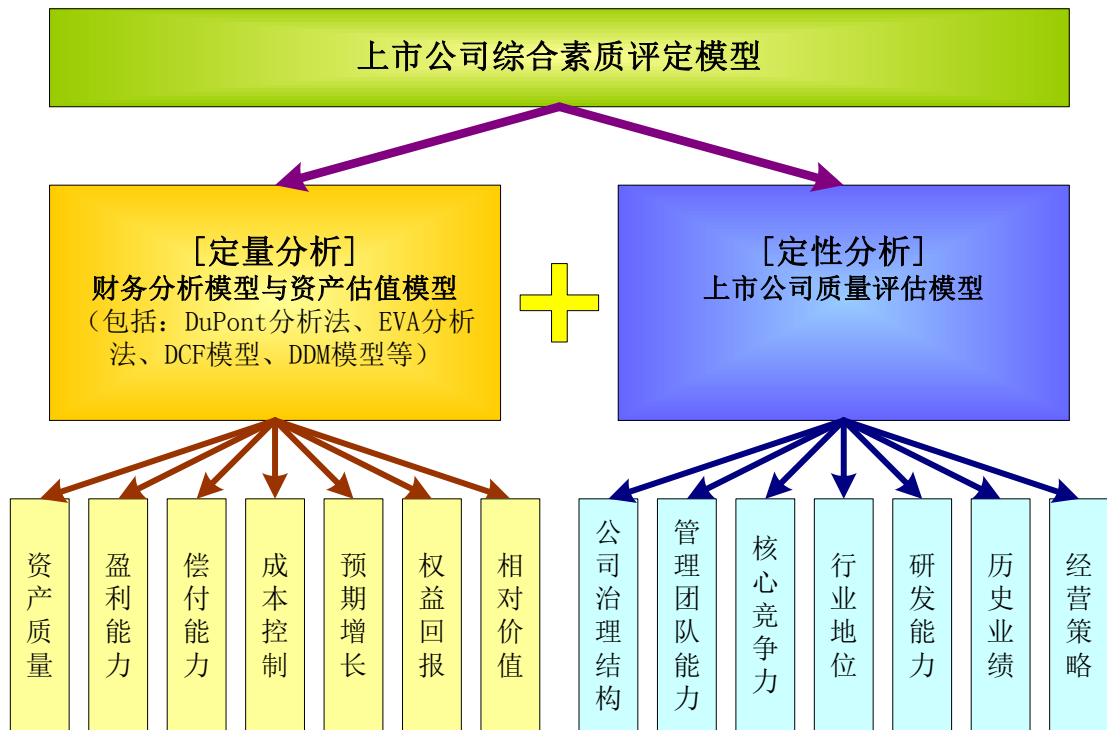 上市公司综合素质评定模型
[定量分析]
财务分析模型与资产估值模型
（包括：DuPont分析法、EVA分析
法、DCF模型、DDM模型等）
[定性分析]
上市公司质量评估模型
资产质量
盈利能力
偿付能力
成本控制
预期增长
权益回报
相对价值
公司治理结构
管理团队能力
核心竞争力
行业地位
研发能力
历史业绩
经营策略